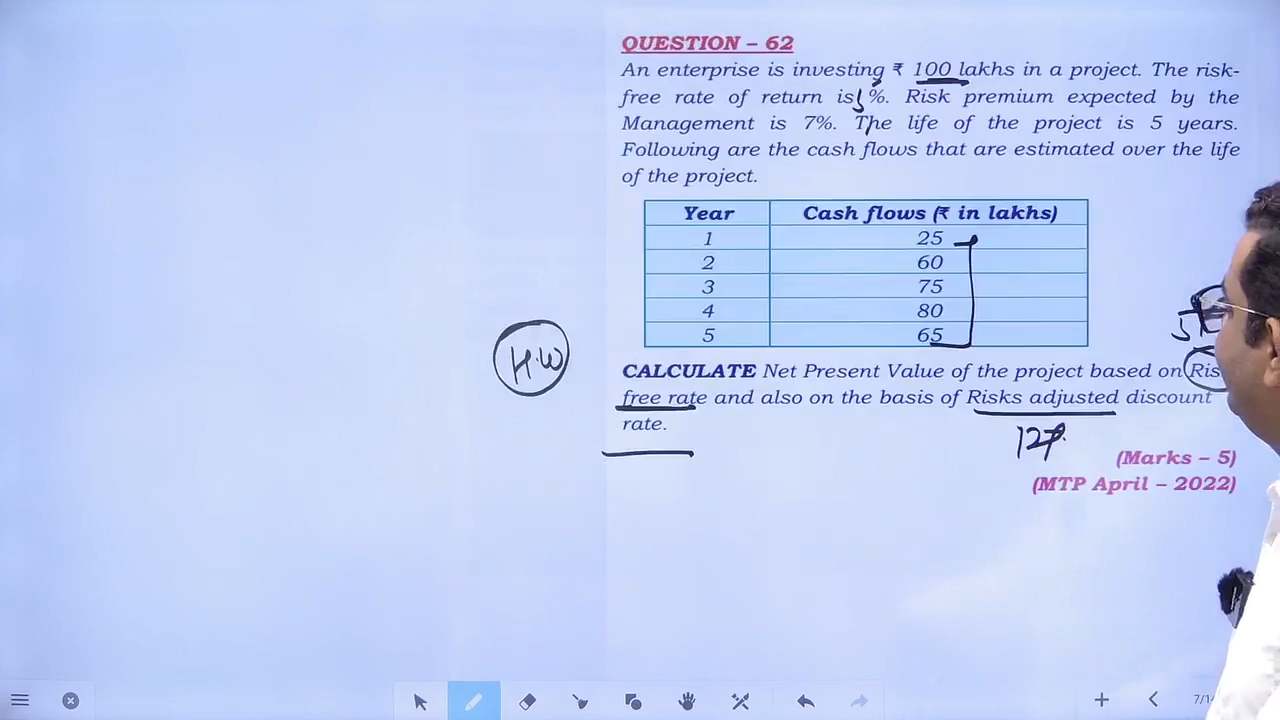 QUESTION – 62
An enterprise is investing ₹ 100 lakhs in a project. The risk-
free rate of return is 5%. Risk premium expected by the
Management is 7%. The life of the project is 5 years.
Following are the cash flows that are estimated over the life
of the project.
Year Cash flows (₹ in lakhs)
1 25
2 60
3 75
4 80
5 65
H.W
CALCULATE Net Present Value of the project based on
free rate and also on the basis of Risks adjusted discount
rate.
12%
(Marks – 5)
(MTP April – 2022)